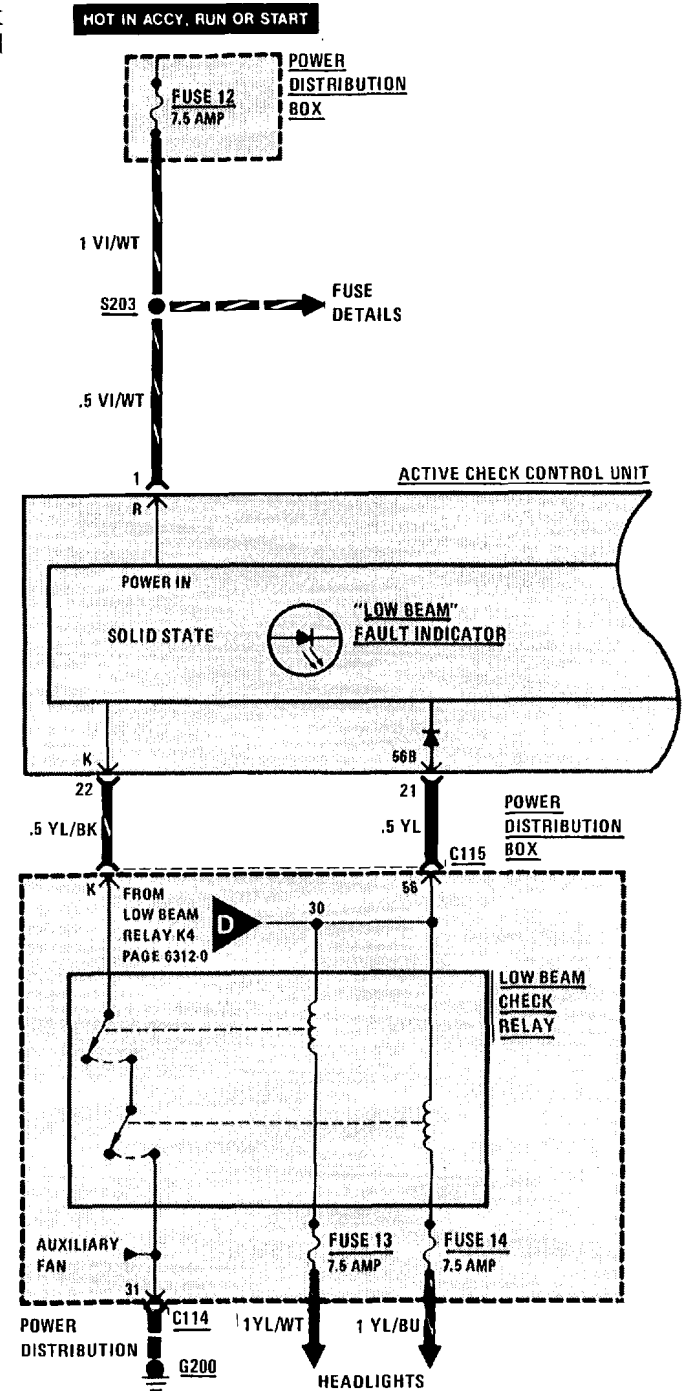 HOT IN ACCY, RUN OR START
POWER
DISTRIBUTION
BOX
FUSE 12
7.5 AMP
1 VI/WT
S203
FUSE
DETAILS
.5 VI/WT
1
ACTIVE CHECK CONTROL UNIT
R
POWER IN
SOLID STATE
"LOW BEAM"
FAULT INDICATOR
K
56B
22
21
.5 YL/BK
.5 YL
POWER
DISTRIBUTION
BOX
C115
K
56
FROM
LOW BEAM
RELAY K4
PAGE 6312-0
D
30
LOW BEAM
CHECK
RELAY
AUXILIARY
FAN
FUSE 13
7.5 AMP
FUSE 14
7.5 AMP
31
C114
POWER
DISTRIBUTION
1YL/WT
1 YL/BU
G200
HEADLIGHTS